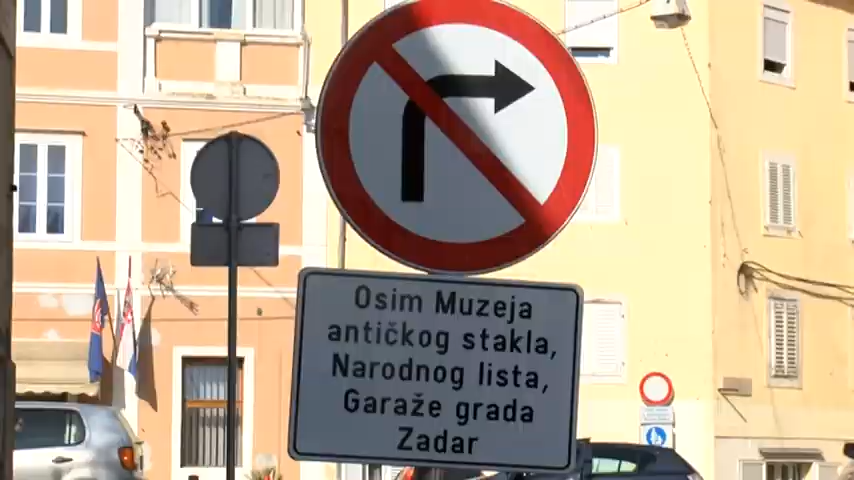 Osim Muzeja
antičkog stakla,
Narodnog lista,
Garaže grada
Zadar